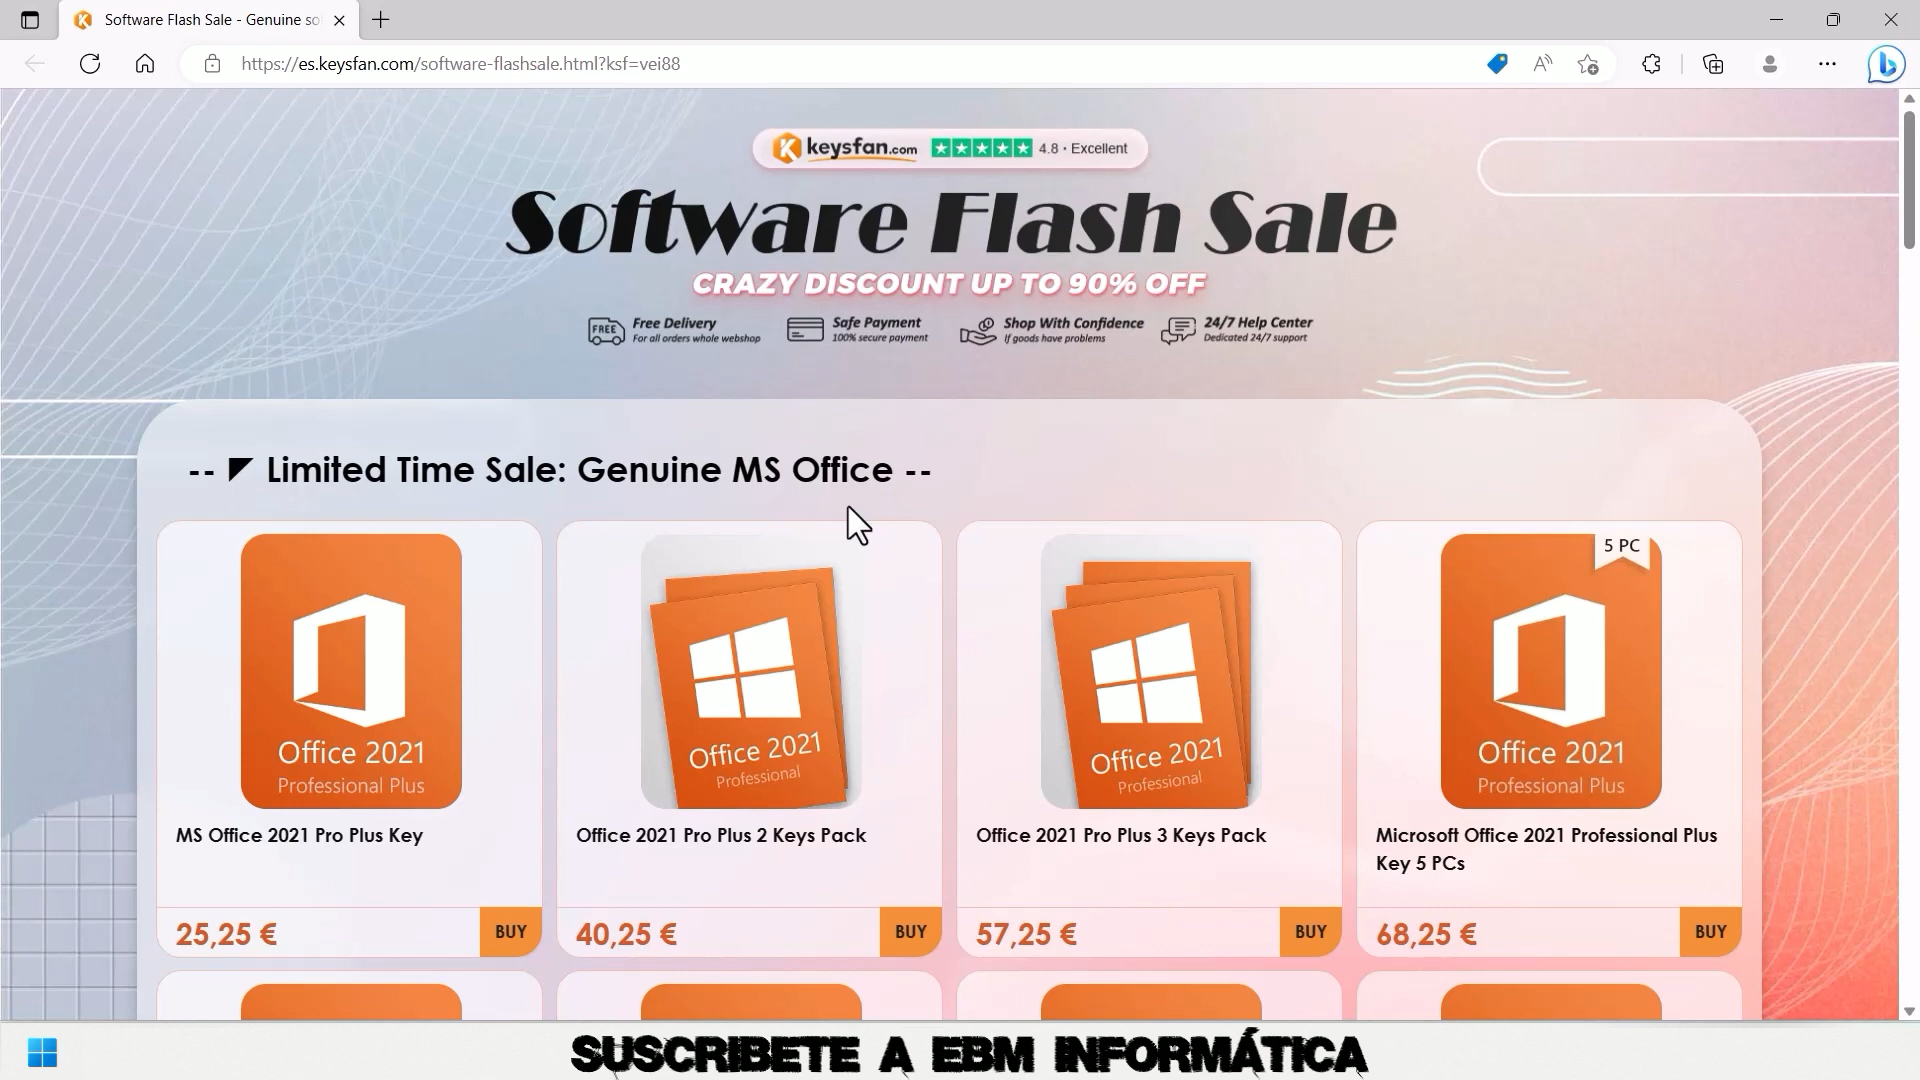 Software Flash Sale - Genuine so
https://es.keysfan.com/software-flashsale.html?ksf=vei88
keysfan.com 4.8 · Excellent
Software Flash Sale
CRAZY DISCOUNT UP TO 90% OFF
FREE
Free Delivery
For all orders whole webshop
Safe Payment
100% secure payment
Shop With Confidence
If goods have problems
24/7 Help Center
Dedicated 24/7 support
-- ◤ Limited Time Sale: Genuine MS Office --
Office 2021
Professional Plus
MS Office 2021 Pro Plus Key
25,25 €
BUY
Office 2021
Professional
Office 2021 Pro Plus 2 Keys Pack
40,25 €
BUY
Office 2021
Professional
Office 2021 Pro Plus 3 Keys Pack
57,25 €
BUY
5 PC
Office 2021
Professional Plus
Microsoft Office 2021 Professional Plus
Key 5 PCs
68,25 €
BUY
SUSCRIBETE A EBM INFORMÁTICA